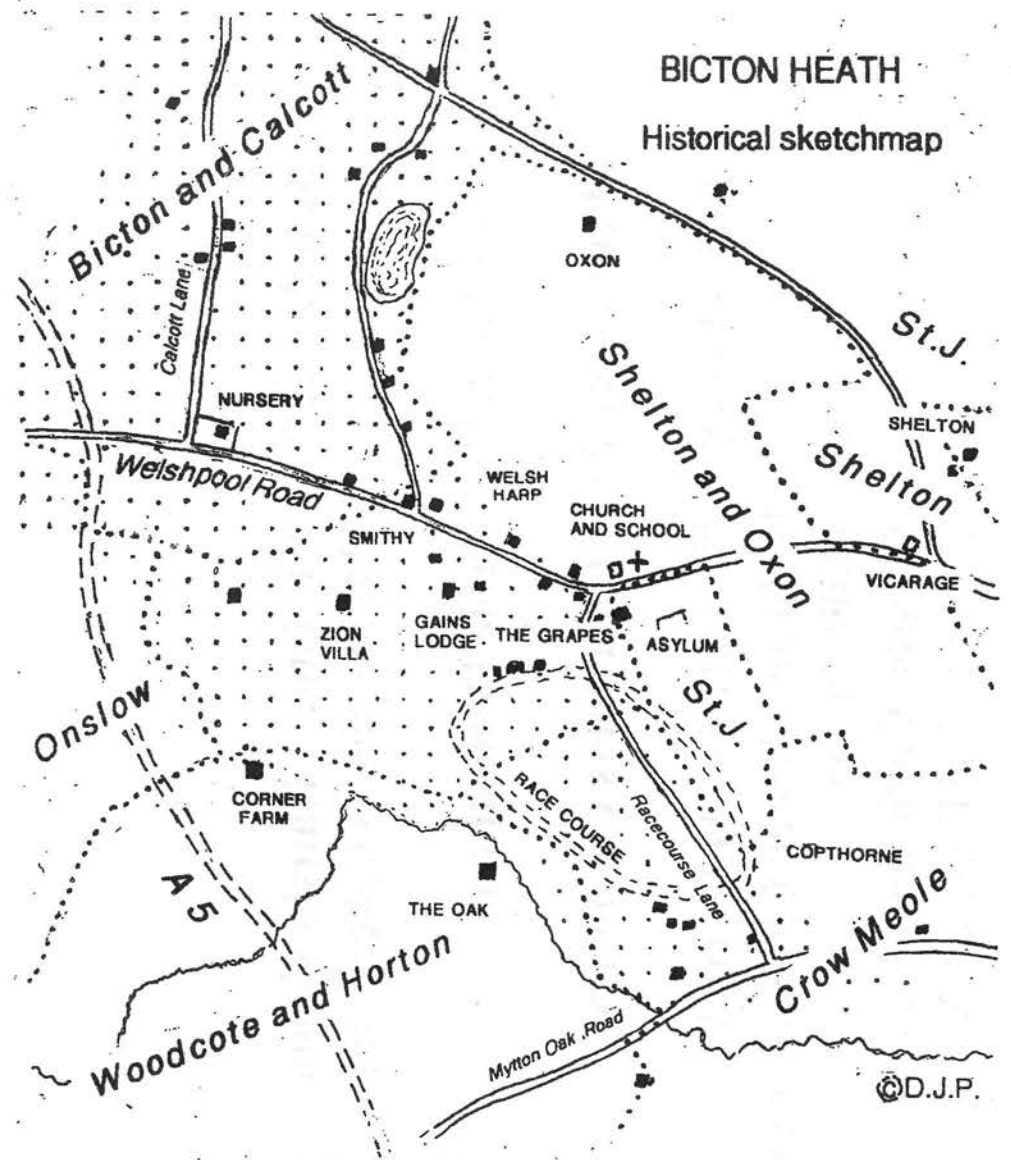 BICTON HEATH
Historical sketchmap
Bicton and Calcott
OXON
St.J.
Calcott Lane
Shelton and Oxon
NURSERY
SHELTON
Shelton
Welshpool Road
WELSH
HARP
CHURCH
AND SCHOOL
SMITHY
VICARAGE
ZION
VILLA
GAINS
LODGE
THE GRAPES
ASYLUM
St.J.
Onslow
RACE COURSE
Racecourse Lane
CORNER
FARM
COPTHORNE
A5
THE OAK
Crow Meole
Woodcote and Horton
Mytton Oak Road
©D.J.P.